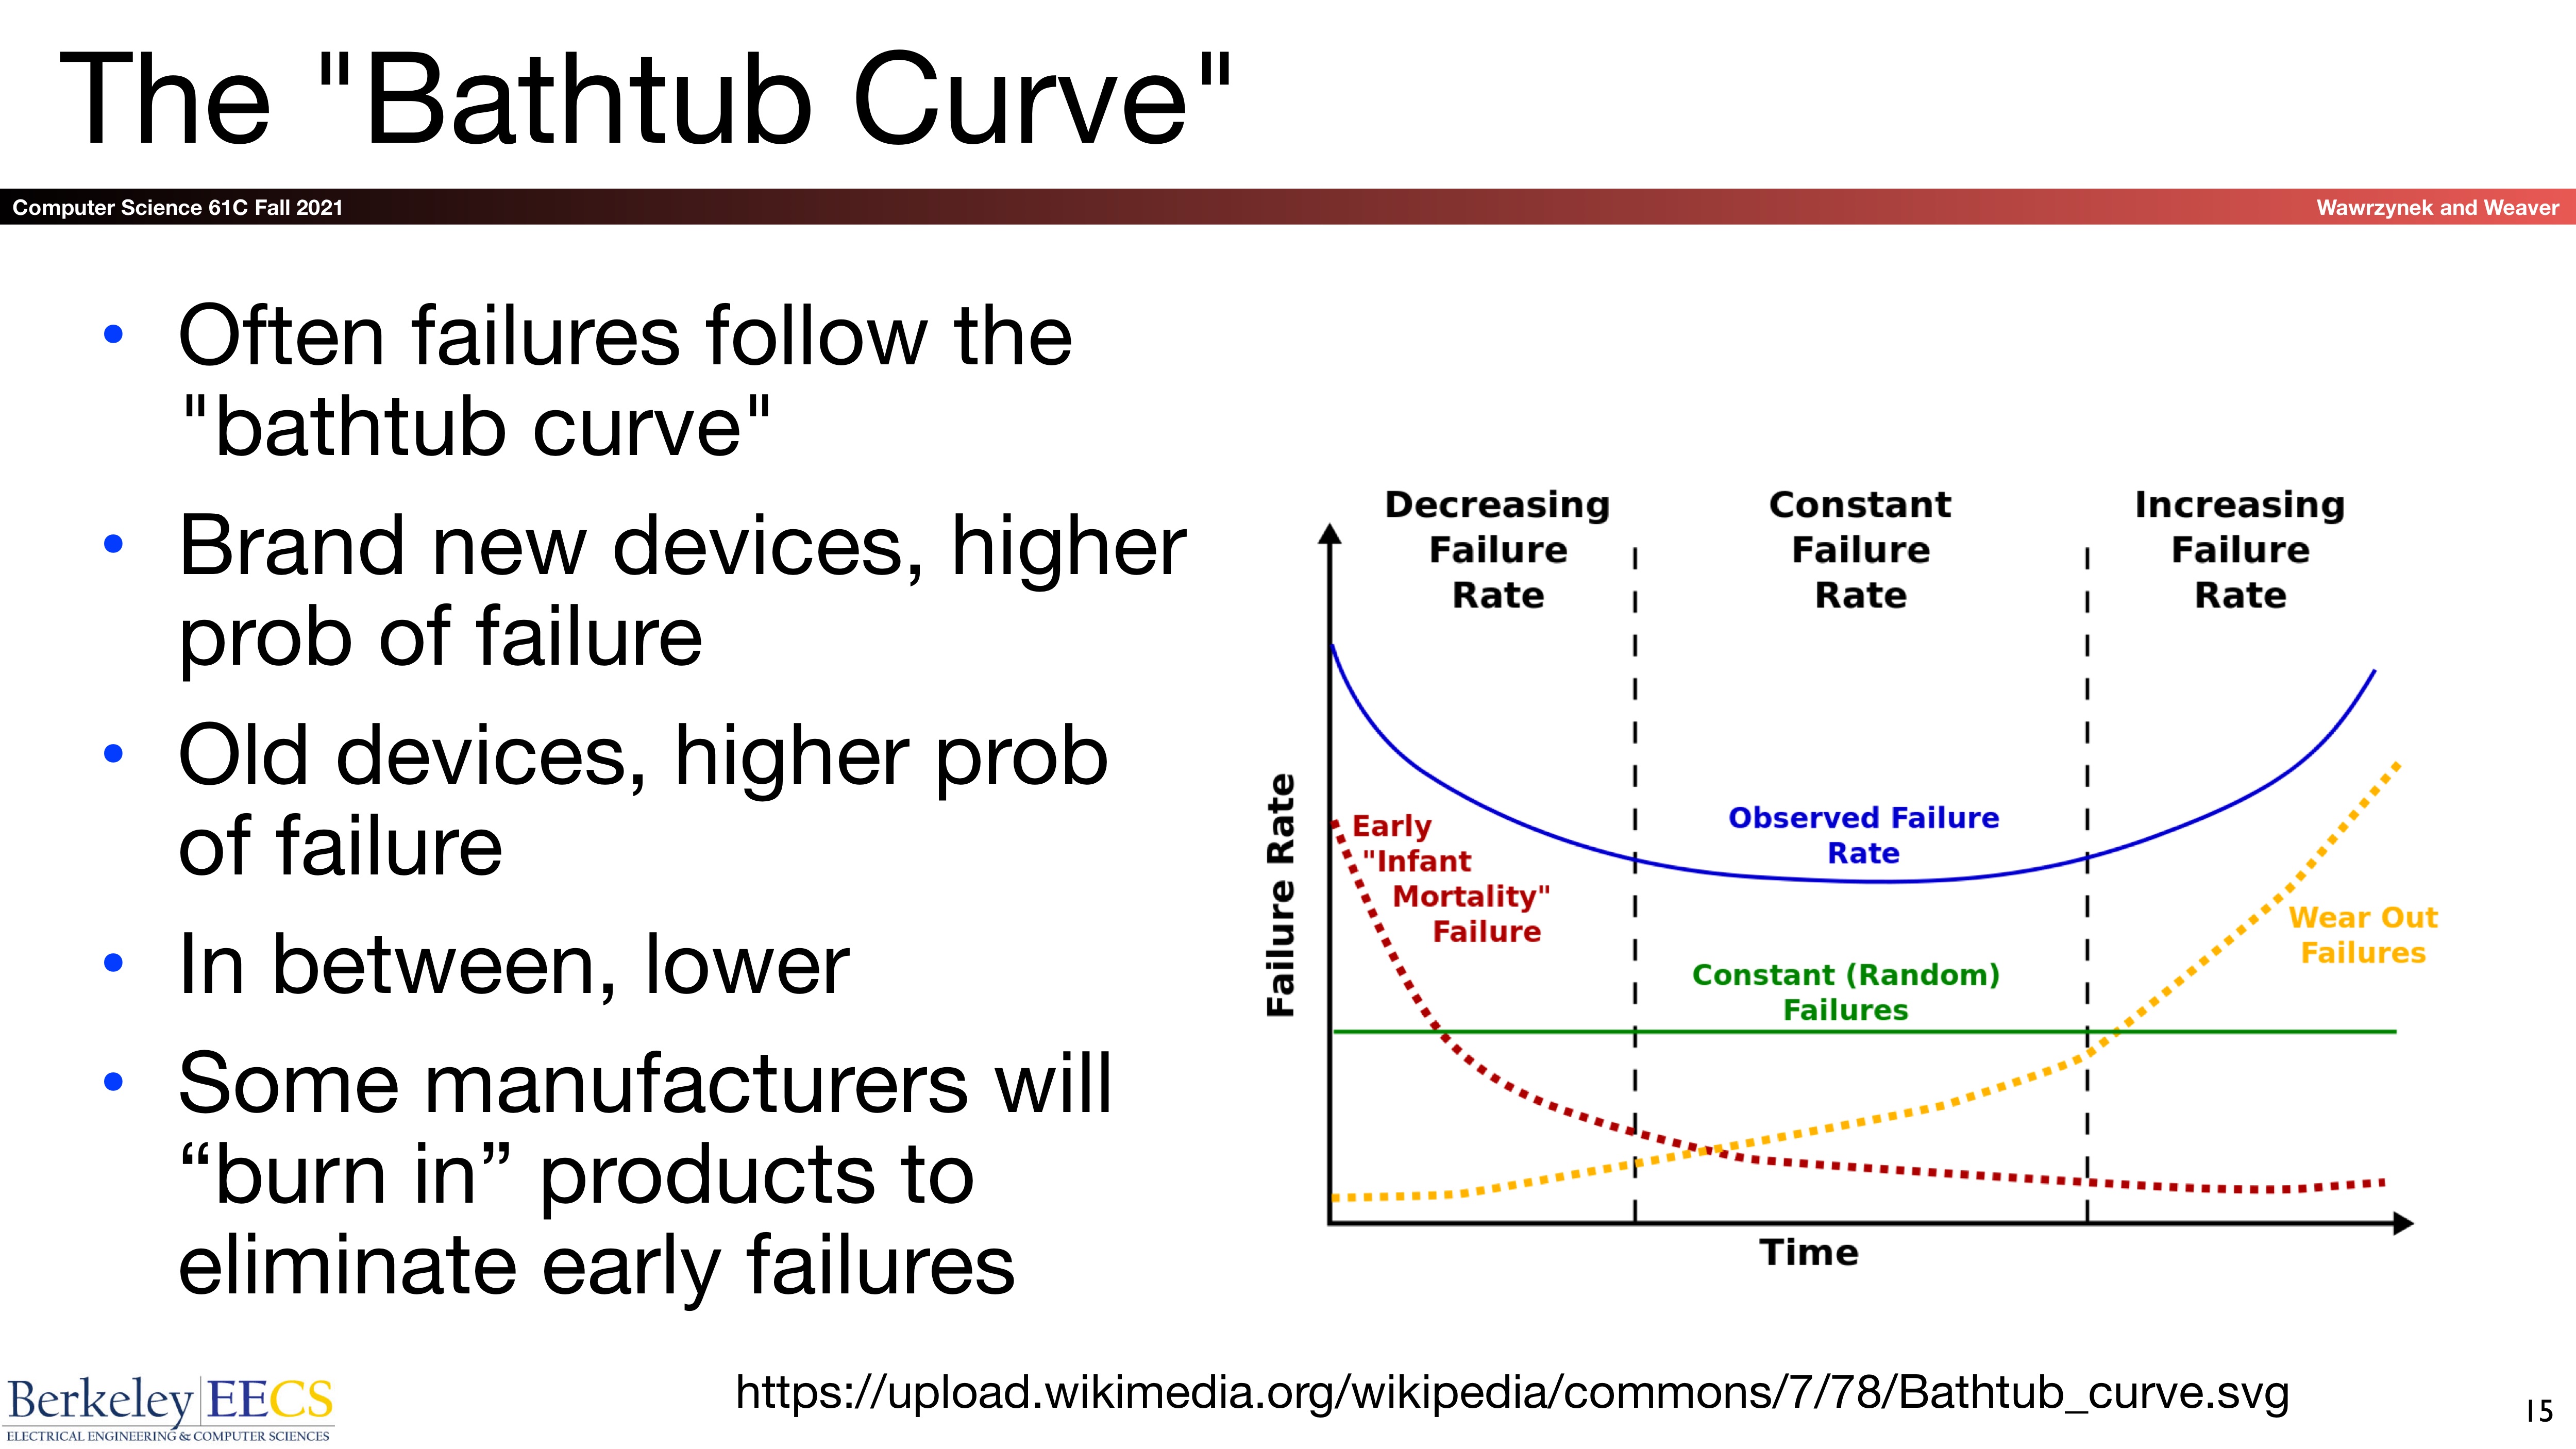 The "Bathtub Curve"
Computer Science 61C Fall 2021
Wawrzynek and Weaver
• Often failures follow the
"bathtub curve"
• Brand new devices, higher
prob of failure
• Old devices, higher prob
of failure
• In between, lower
• Some manufacturers will
“burn in” products to
eliminate early failures
Decreasing
Failure
Rate
Constant
Failure
Rate
Increasing
Failure
Rate
Failure Rate
Early
"Infant
Mortality"
Failure
Observed Failure
Rate
Constant (Random)
Failures
Wear Out
Failures
Time
https://upload.wikimedia.org/wikipedia/commons/7/78/Bathtub_curve.svg
Berkeley EECS
ELECTRICAL ENGINEERING & COMPUTER SCIENCES
15